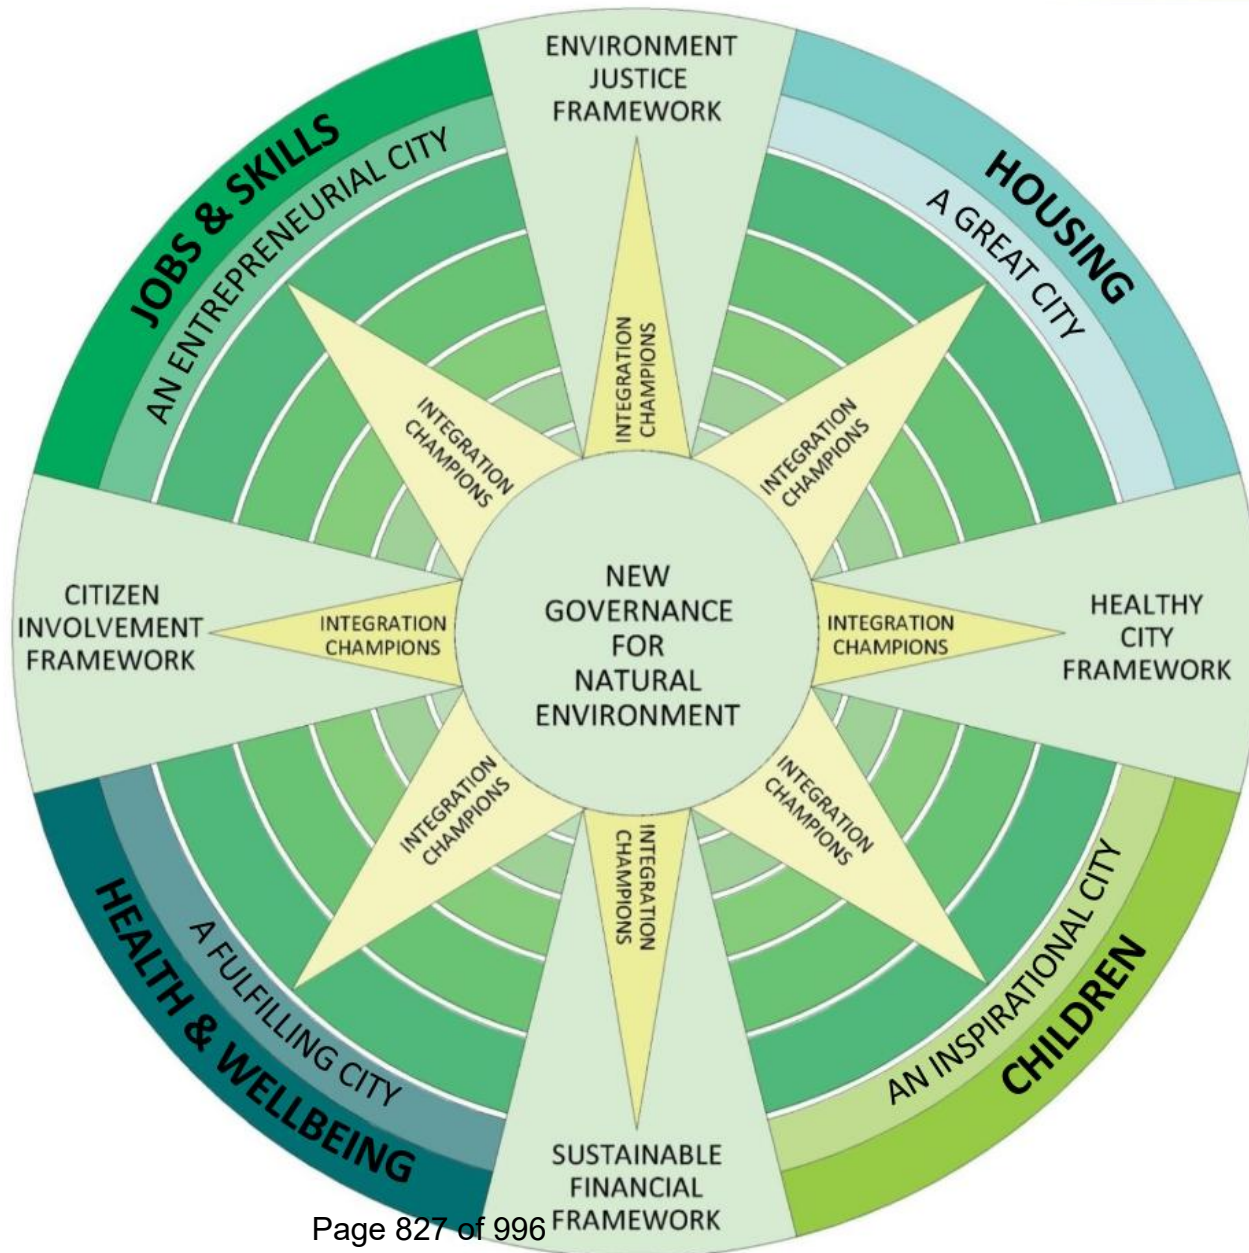 ENVIRONMENT
JUSTICE
FRAMEWORK
JOBS & SKILLS
AN ENTREPRENEURIAL CITY
HOUSING
A GREAT CITY
INTEGRATION
CHAMPIONS
INTEGRATION
CHAMPIONS
INTEGRATION
CHAMPIONS
CITIZEN
INVOLVEMENT
FRAMEWORK
INTEGRATION
CHAMPIONS
NEW
GOVERNANCE
FOR
NATURAL
ENVIRONMENT
INTEGRATION
CHAMPIONS
HEALTHY
CITY
FRAMEWORK
INTEGRATION
CHAMPIONS
INTEGRATION
CHAMPIONS
INTEGRATION
CHAMPIONS
HEALTH & WELLBEING
A FULFILLING CITY
AN INSPIRATIONAL CITY
CHILDREN
SUSTAINABLE
FINANCIAL
FRAMEWORK
Page 827 of 996